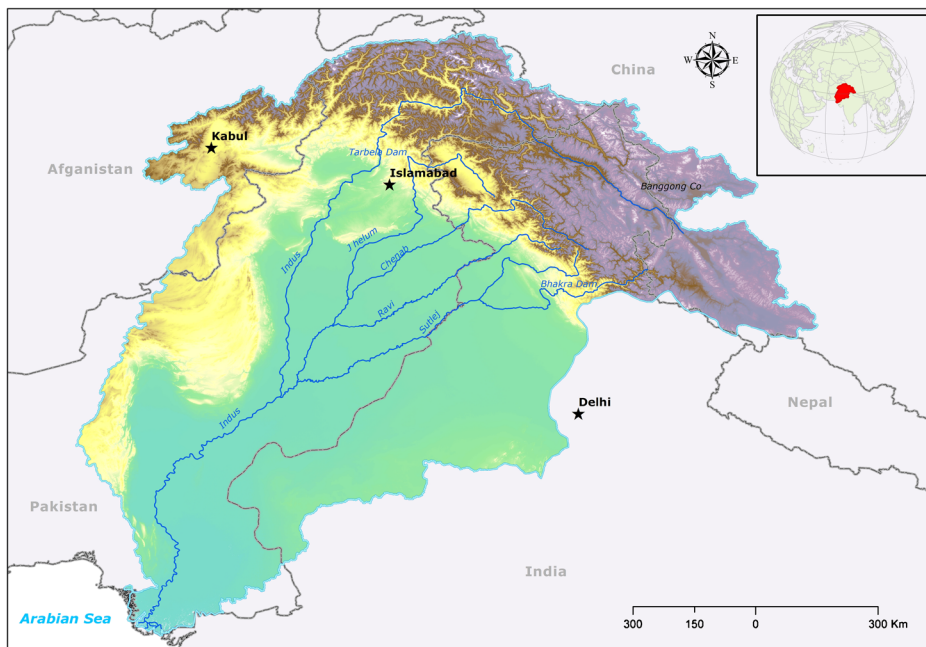 N
W E
S
China
Kabul
Afganistan
Tarbela Dam
Islamabad
Banggong Co
Jhelum
Indus
Chenab
Bhakra Dam
Ravi
Sutlej
Delhi
Nepal
Indus
Pakistan
India
Arabian Sea
300 150 0 300 Km